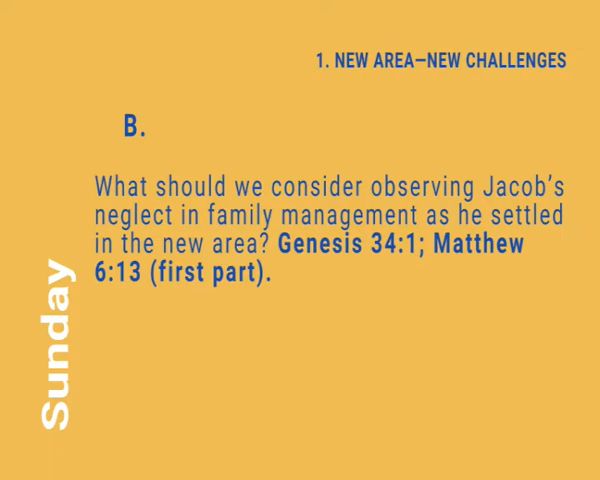 1. NEW AREA—NEW CHALLENGES
B.
What should we consider observing Jacob's
neglect in family management as he settled
in the new area? Genesis 34:1; Matthew
6:13 (first part).
Sunday